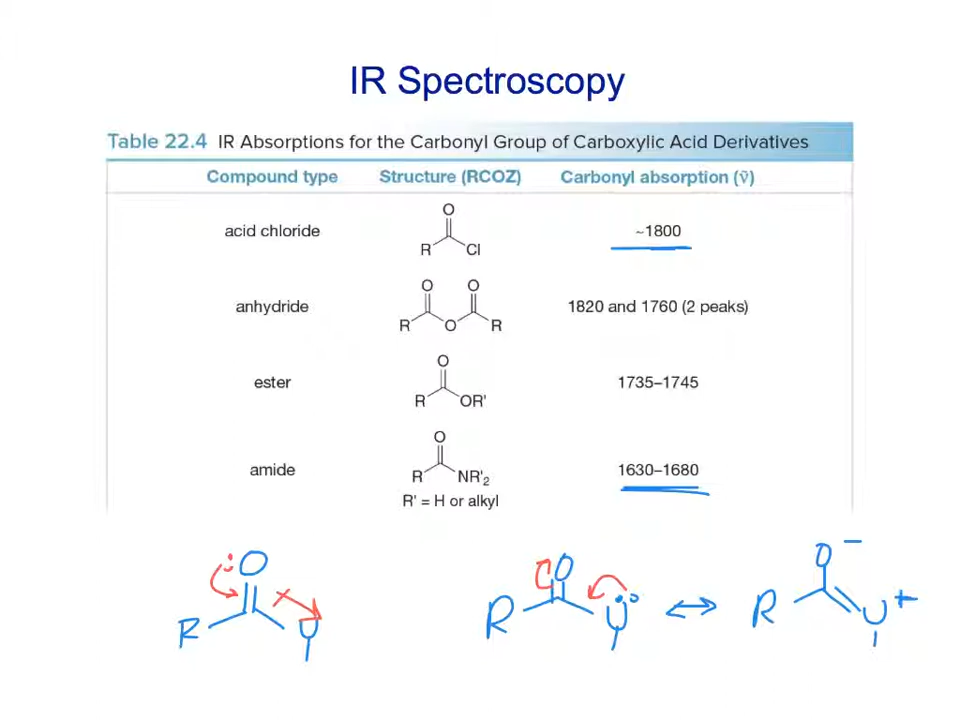 IR Spectroscopy
Table 22.4 IR Absorptions for the Carbonyl Group of Carboxylic Acid Derivatives
Compound type Structure (RCOZ) Carbonyl absorption (ṽ)
O
acid chloride ~1800
R Cl
O O
anhydride 1820 and 1760 (2 peaks)
R O R
O
ester 1735–1745
R OR'
O
amide 1630–1680
R NR'₂
R' = H or alkyl
O O O −
R Y R Y ↔ R Y +